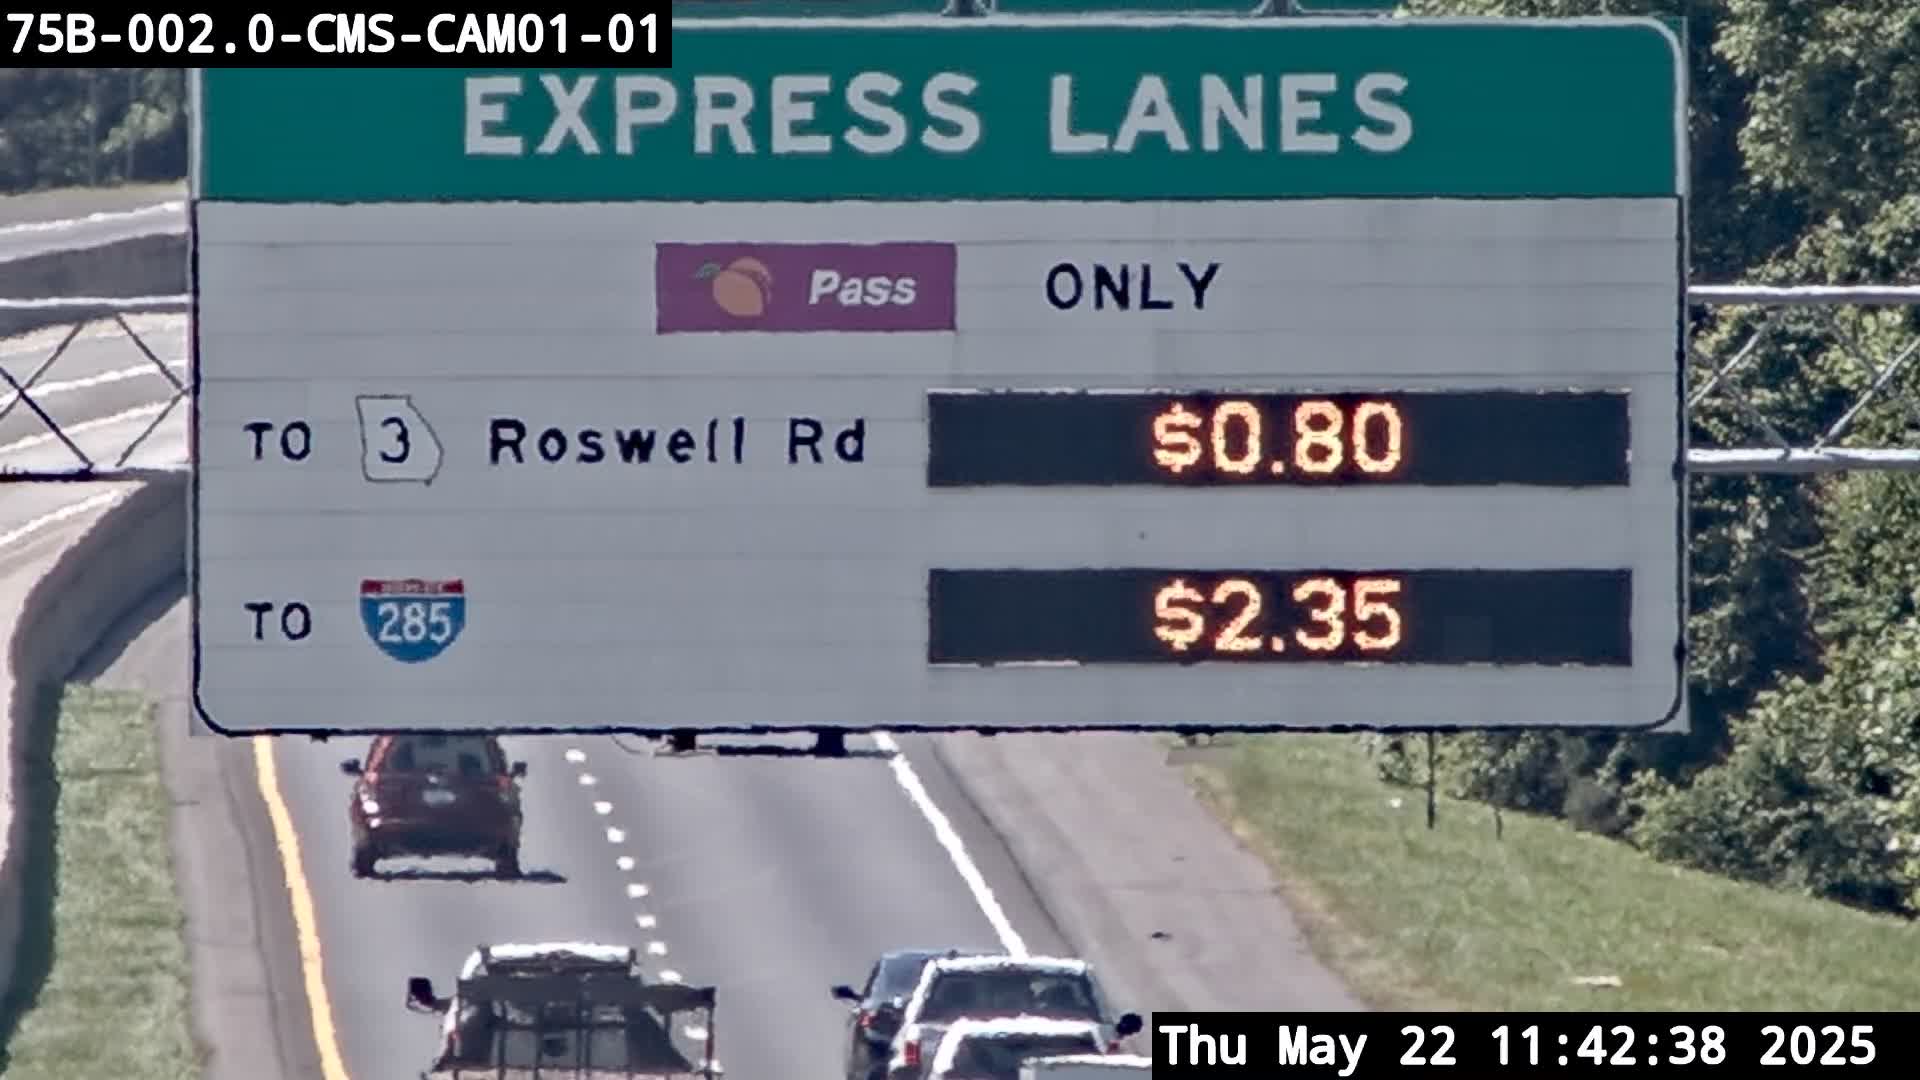 75B-002.0-CMS-CAM01-01
EXPRESS LANES
Pass ONLY
TO 3 Roswell Rd $0.80
TO 285 $2.35
Thu May 22 11:42:38 2025